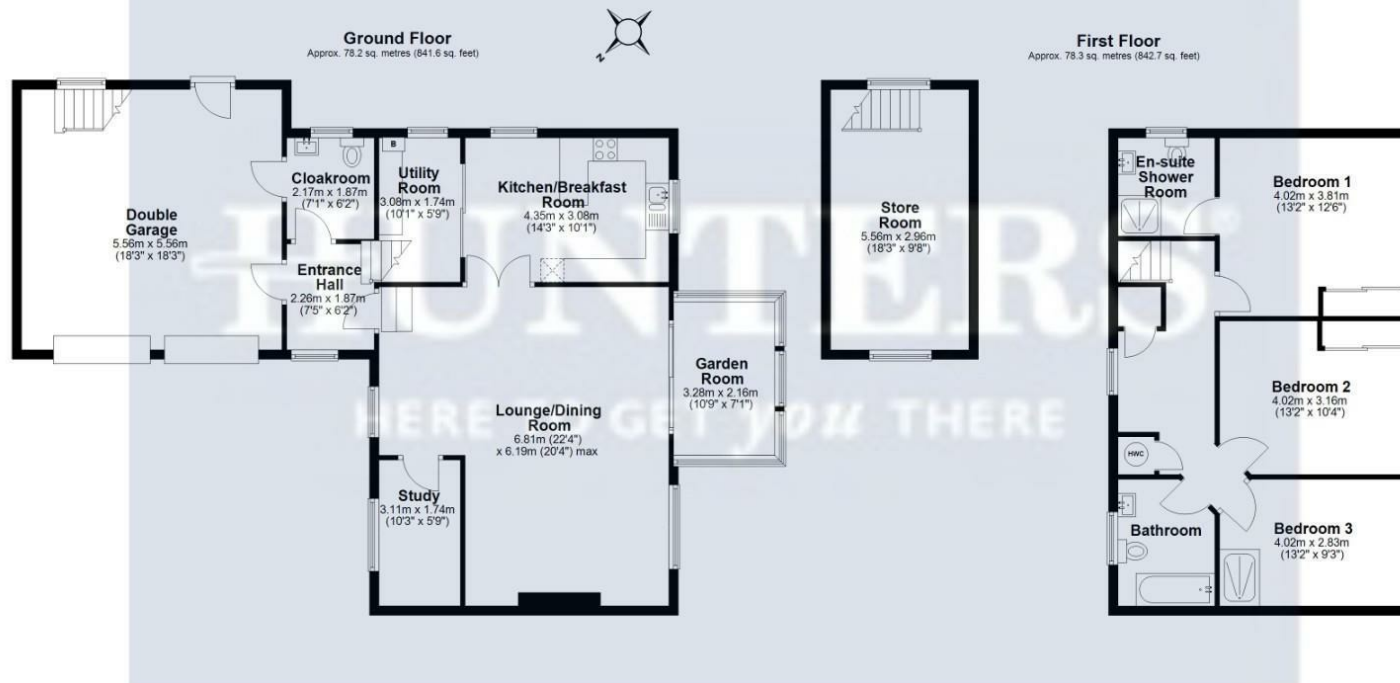 Ground Floor
Approx. 78.2 sq. metres (841.6 sq. feet)
N
First Floor
Approx. 78.3 sq. metres (842.7 sq. feet)
Double
Garage
5.56m x 5.56m
(18'3" x 18'3")
Cloakroom
2.17m x 1.87m
(7'1" x 6'2")
Entrance
Hall
2.26m x 1.87m
(7'5" x 6'2")
B
Utility
Room
3.08m x 1.74m
(10'1" x 5'9")
Kitchen/Breakfast
Room
4.35m x 3.08m
(14'3" x 10'1")
Lounge/Dining
Room
6.81m (22'4")
x 6.19m (20'4") max
Study
3.11m x 1.74m
(10'3" x 5'9")
Garden
Room
3.28m x 2.16m
(10'9" x 7'1")
Store
Room
5.56m x 2.96m
(18'3" x 9'8")
En-suite
Shower
Room
Bedroom 1
4.02m x 3.81m
(13'2" x 12'6")
Bedroom 2
4.02m x 3.16m
(13'2" x 10'4")
HWC
Bathroom
Bedroom 3
4.02m x 2.83m
(13'2" x 9'3")
HUNTERS
HERE TO GET you THERE